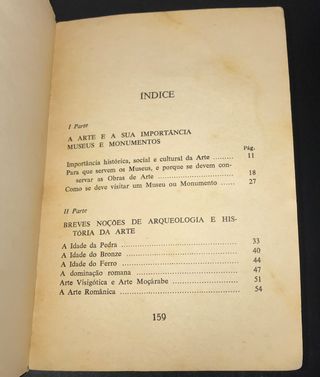 ÍNDICE
I Parte
A ARTE E A SUA IMPORTÂNCIA
MUSEUS E MONUMENTOS
Pág.
Importância histórica, social e cultural da Arte ......... 11
Para que servem os Museus, e porque se devem con-
servar as Obras de Arte ................................. 18
Como se deve visitar um Museu ou Monumento ...... 27
II Parte
BREVES NOÇÕES DE ARQUEOLOGIA E HIS-
TÓRIA DA ARTE
A Idade da Pedra ............................................. 33
A Idade do Bronze ........................................... 40
A Idade do Ferro ............................................. 44
A dominação romana ........................................ 47
Arte Visigótica e Arte Moçárabe ......................... 51
A Arte Românica ............................................. 54
159